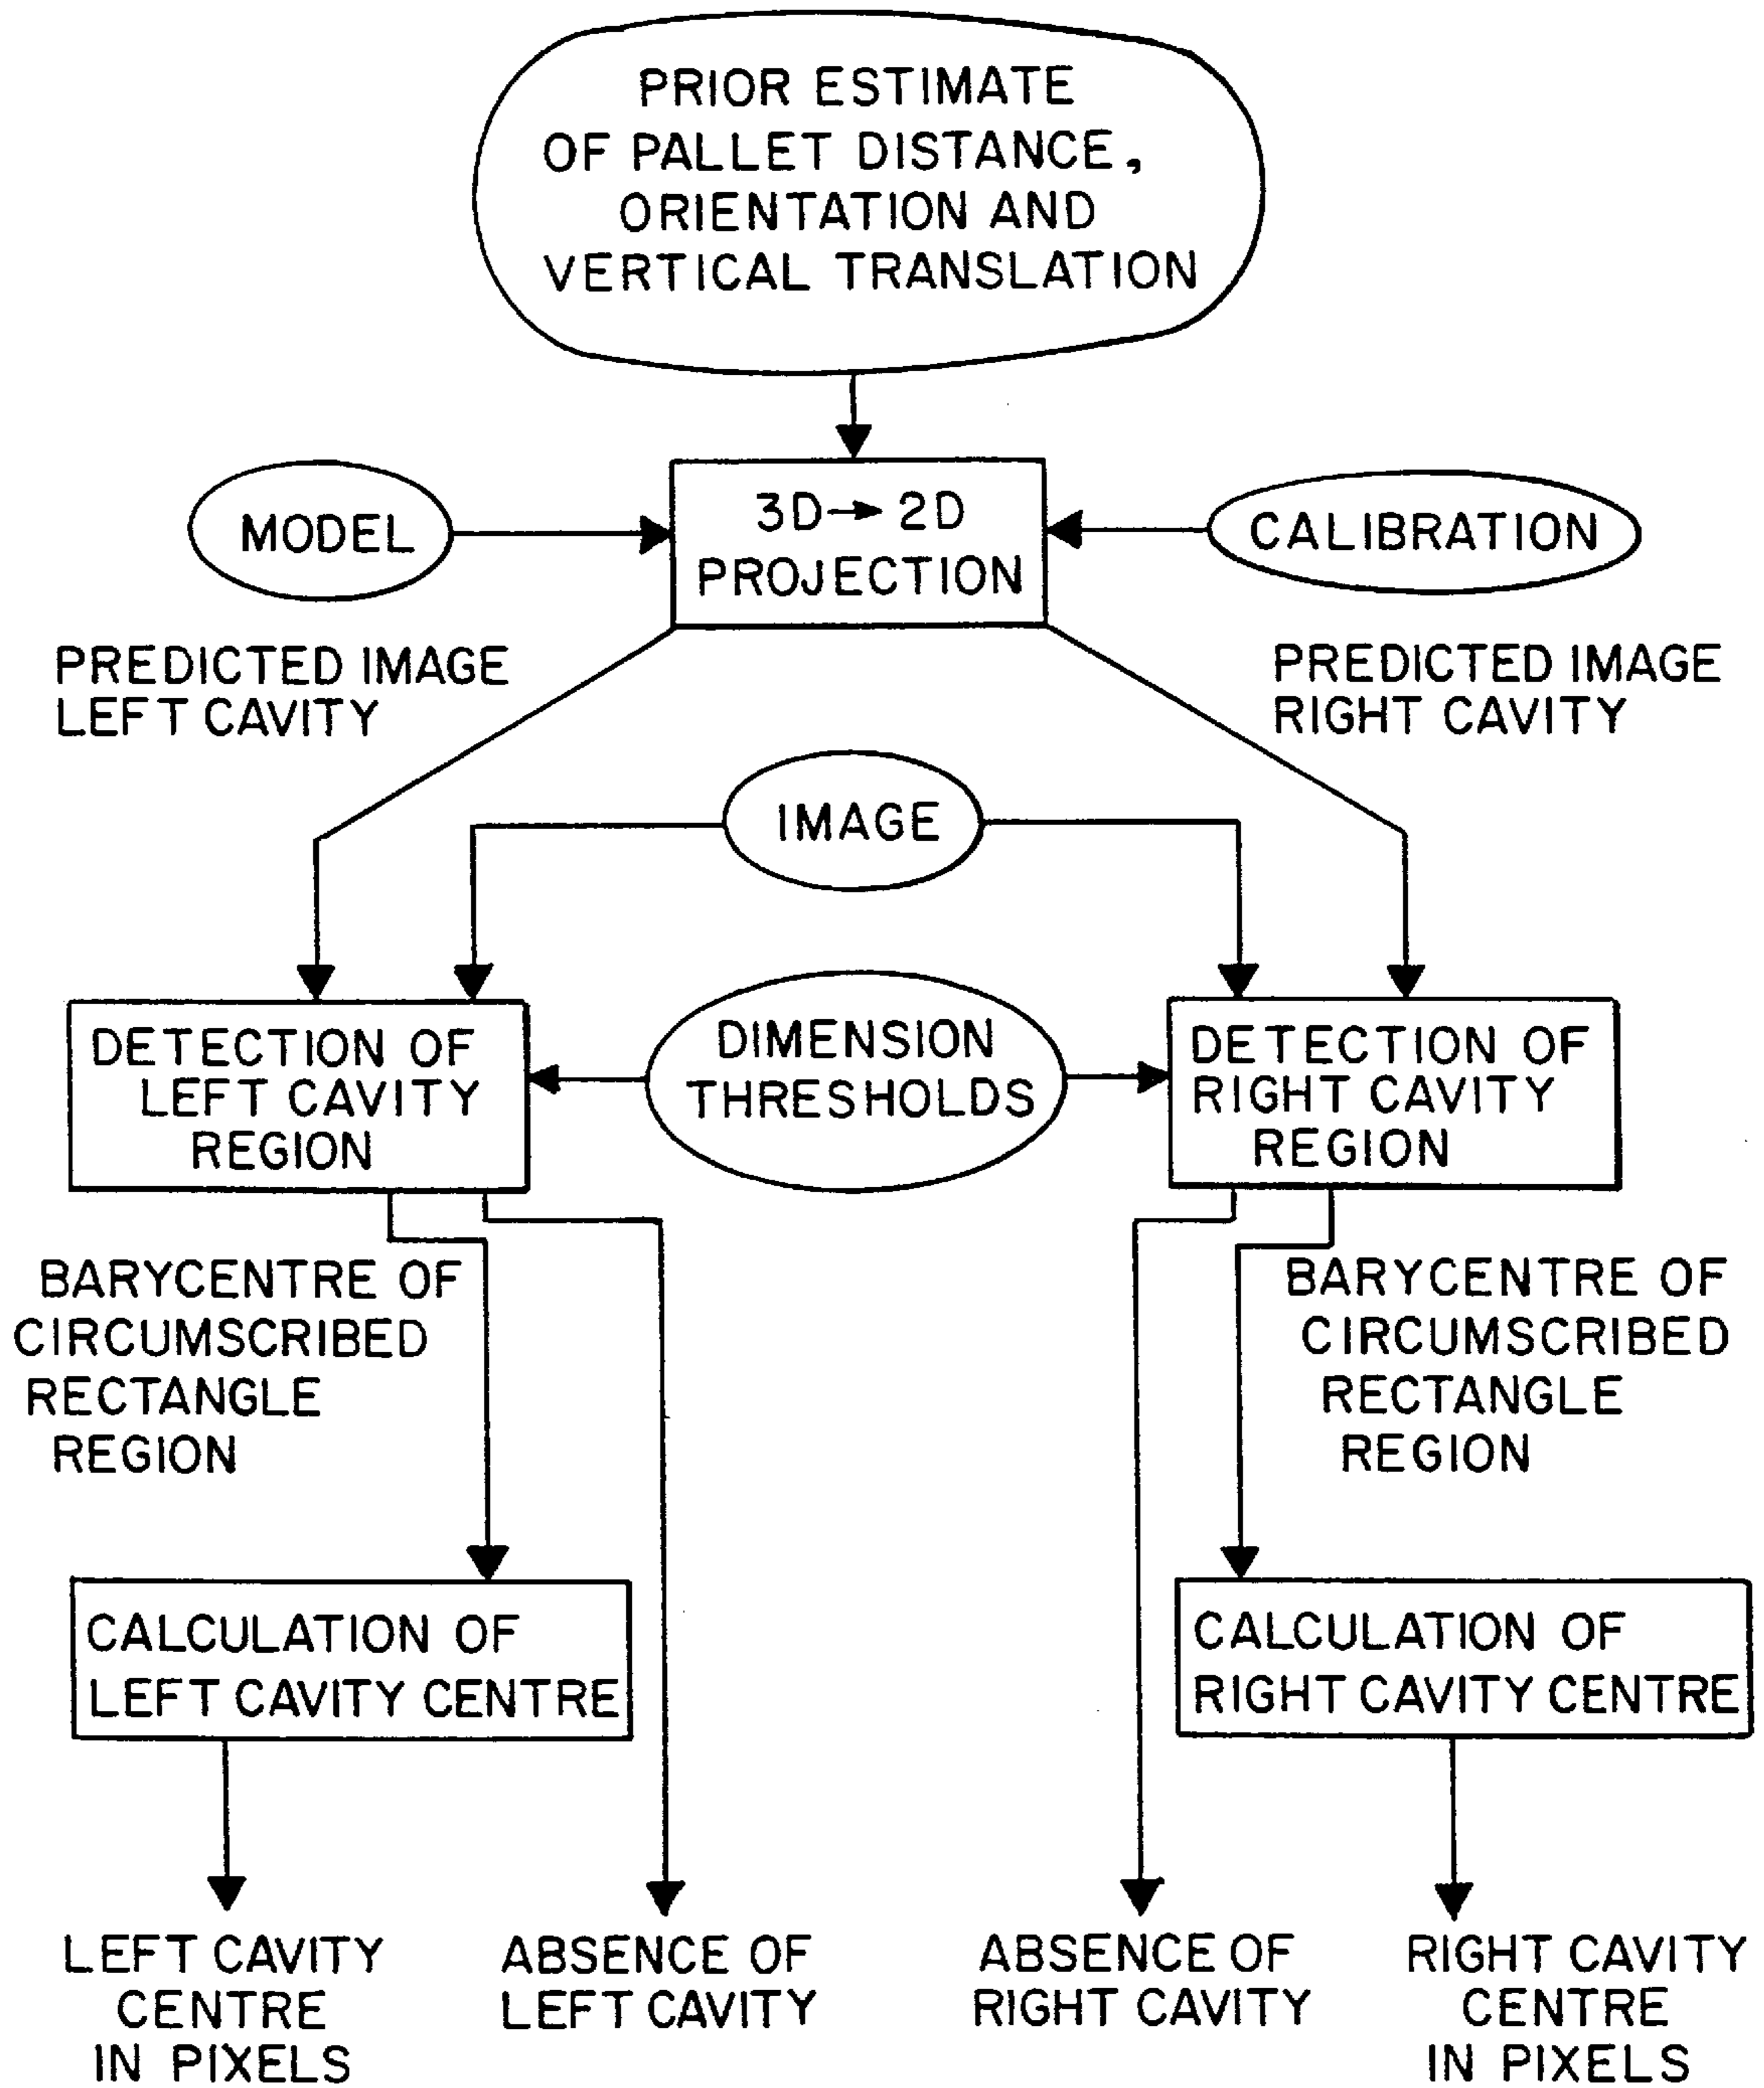 PRIOR ESTIMATE
OF PALLET DISTANCE,
ORIENTATION AND
VERTICAL TRANSLATION
MODEL
3D→2D
PROJECTION
CALIBRATION
PREDICTED IMAGE
LEFT CAVITY
PREDICTED IMAGE
RIGHT CAVITY
IMAGE
DETECTION OF
LEFT CAVITY
REGION
DIMENSION
THRESHOLDS
DETECTION OF
RIGHT CAVITY
REGION
BARYCENTRE OF
CIRCUMSCRIBED
RECTANGLE
REGION
BARYCENTRE OF
CIRCUMSCRIBED
RECTANGLE
REGION
CALCULATION OF
LEFT CAVITY CENTRE
CALCULATION OF
RIGHT CAVITY CENTRE
LEFT CAVITY
CENTRE
IN PIXELS
ABSENCE OF
LEFT CAVITY
ABSENCE OF
RIGHT CAVITY
RIGHT CAVITY
CENTRE
IN PIXELS